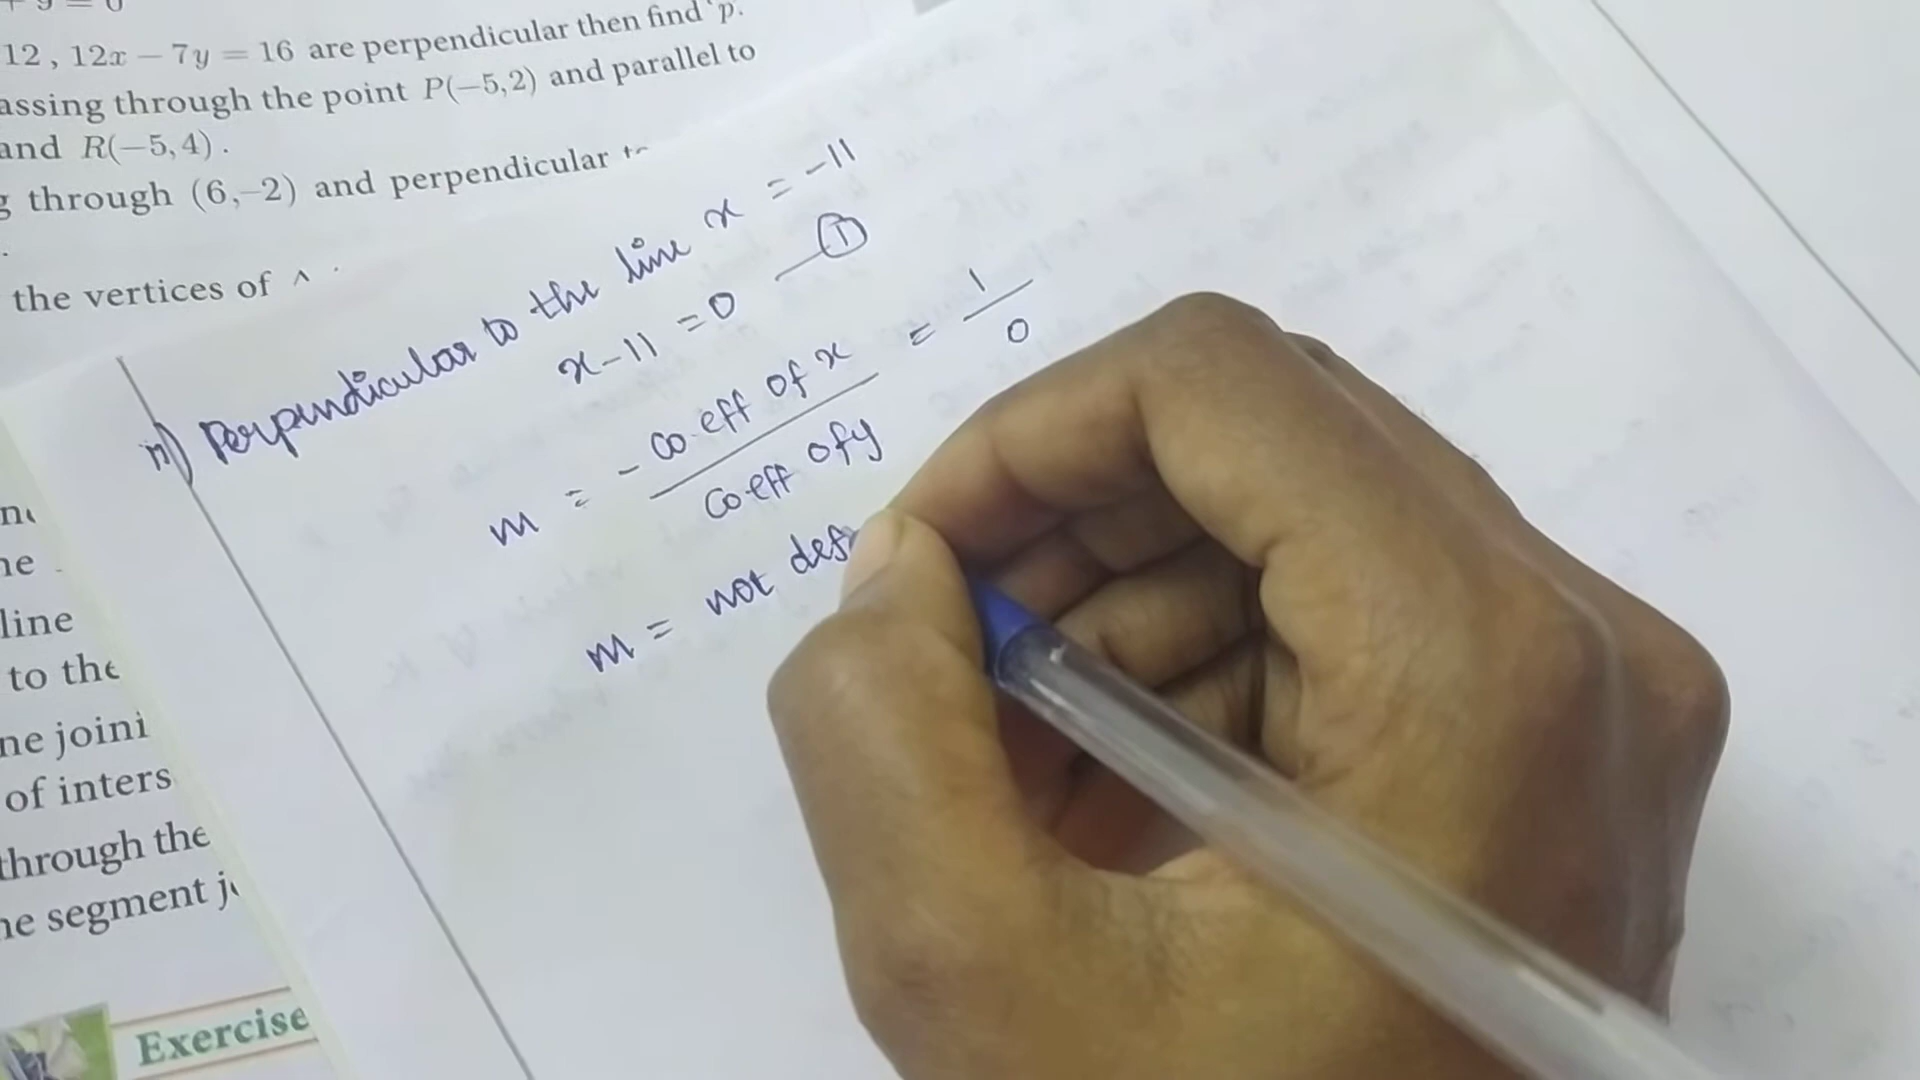 12, 12x − 7y = 16 are perpendicular then find 'p'.
assing through the point P(−5,2) and parallel to
and R(−5,4).
through (6,−2) and perpendicular
the vertices of
Perpendicular to the line x = -11
x-11 =0 — ①
m = - co.eff of x / co.eff of y = 1/0
m = not def
line
to the
ne joini
of inters
through the
segment
Exercise